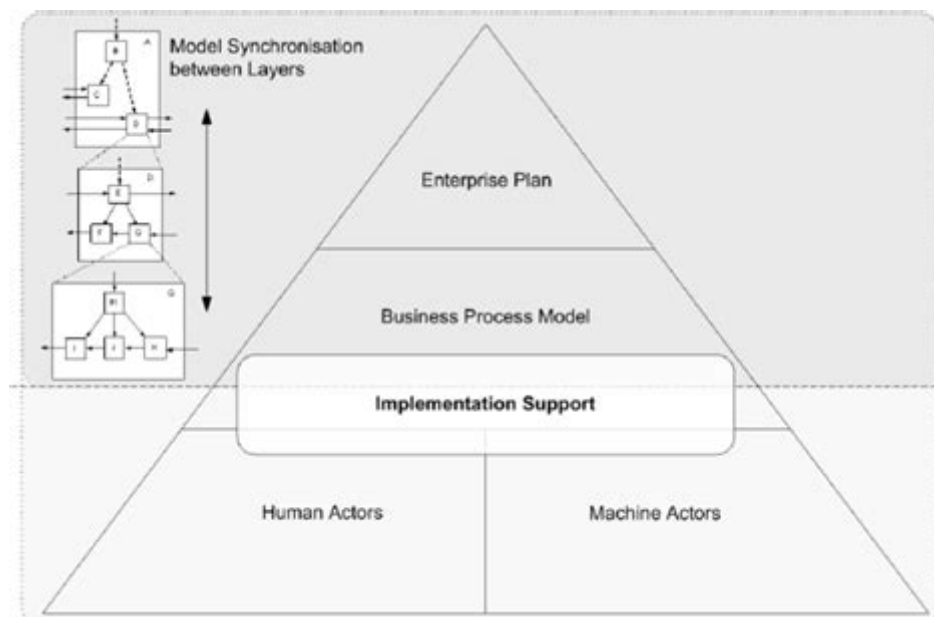 A
B
Model Synchronisation
between Layers
C
D
D
E
F
G
G
I
J
H
Enterprise Plan
Business Process Model
Implementation Support
Human Actors
Machine Actors